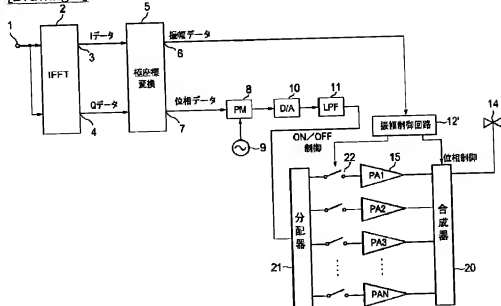 [Drawing 5]
1
2
IFFT
Iデータ
3
Qデータ
4
5
極座標
変換
振幅データ
6
位相データ
7
8
PM
9
10
D/A
11
LPF
ON/OFF
制御
振幅制御回路
12'
位相制御
14
分配器
21
22
15
PA1
PA2
PA3
PAN
合成器
20